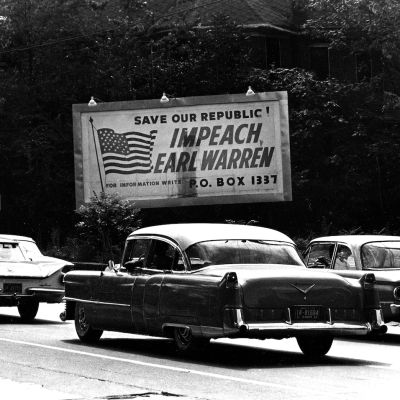 SAVE OUR REPUBLIC!
IMPEACH,
EARL WARREN
FOR INFORMATION WRITE P.O. BOX 1337